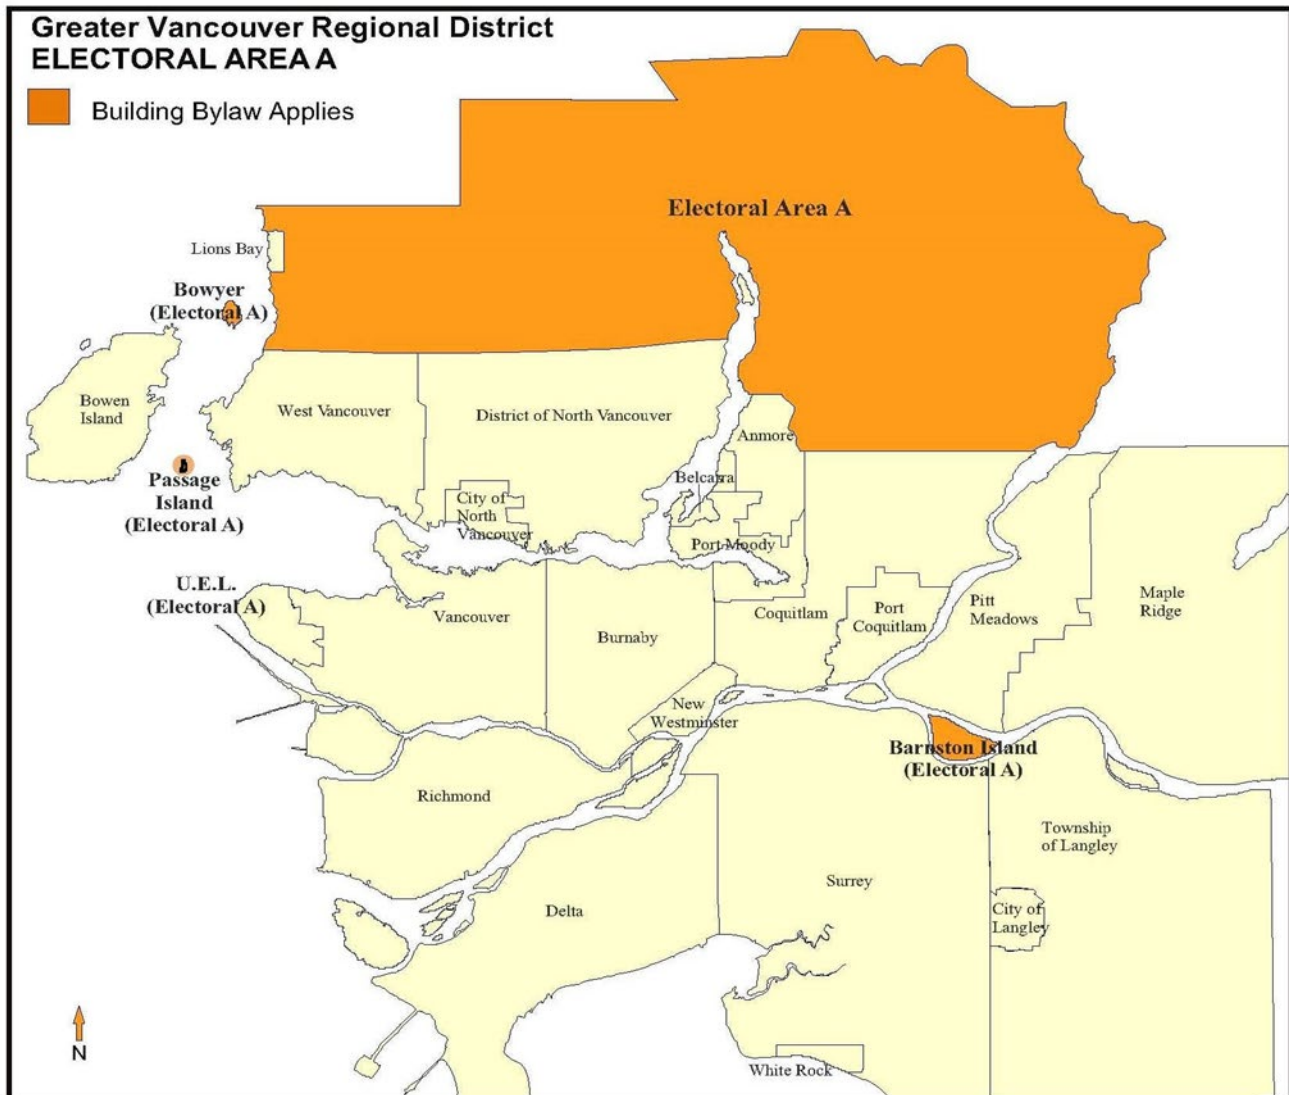 Greater Vancouver Regional District
ELECTORAL AREA A
Building Bylaw Applies
Electoral Area A
Lions Bay
Bowyer
(Electoral A)
Bowen
Island
West Vancouver
District of North Vancouver
Anmore
Passage
Island
(Electoral A)
Belcarra
City of
North
Vancouver
Port Moody
U.E.L.
(Electoral A)
Vancouver
Burnaby
Coquitlam
Port
Coquitlam
Pitt
Meadows
Maple
Ridge
New
Westminster
Barnston Island
(Electoral A)
Richmond
Township
of Langley
Surrey
Delta
City of
Langley
N
White Rock